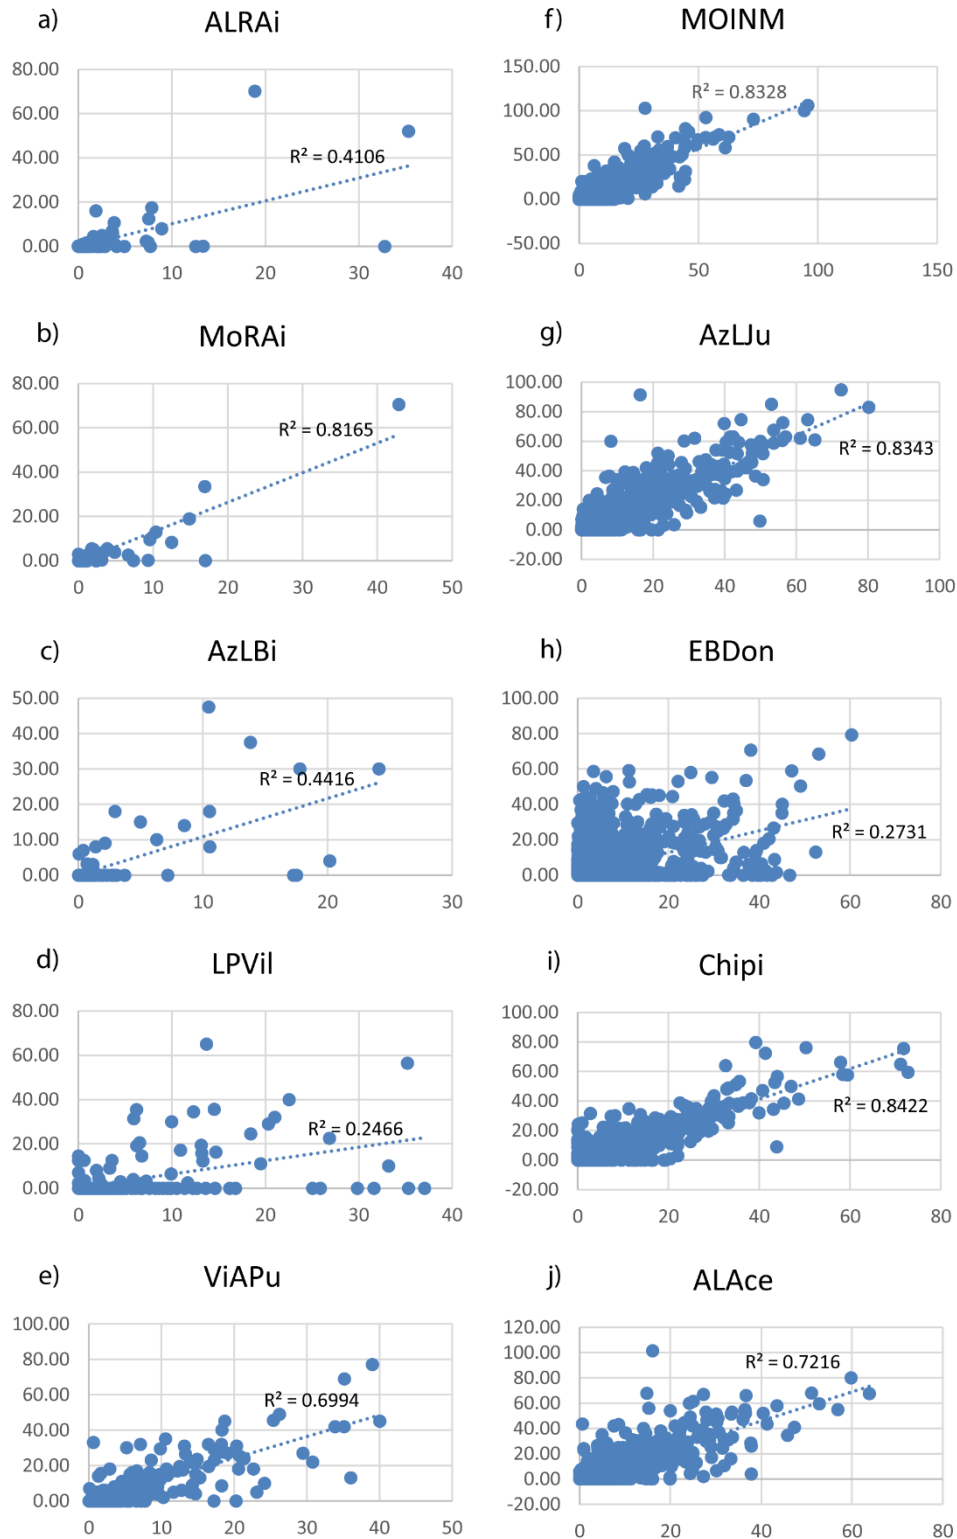 a) ALRAi
80.00
60.00
40.00
20.00
0.00
R² = 0.4106
0 10 20 30 40
b) MoRAi
80.00
60.00
40.00
20.00
0.00
R² = 0.8165
0 10 20 30 40 50
c) AzLBi
50.00
40.00
30.00
20.00
10.00
0.00
R² = 0.4416
0 10 20 30
d) LPVil
80.00
60.00
40.00
20.00
0.00
R² = 0.2466
0 10 20 30 40
e) ViAPu
100.00
80.00
60.00
40.00
20.00
0.00
R² = 0.6994
0 10 20 30 40 50
f) MOINM
150.00
100.00
50.00
0.00
-50.00
R² = 0.8328
0 50 100 150
g) AzLJu
100.00
80.00
60.00
40.00
20.00
0.00
-20.00
R² = 0.8343
0 20 40 60 80 100
h) EBDon
100.00
80.00
60.00
40.00
20.00
0.00
R² = 0.2731
0 20 40 60 80
i) Chipi
100.00
80.00
60.00
40.00
20.00
0.00
-20.00
R² = 0.8422
0 20 40 60 80
j) ALAce
120.00
100.00
80.00
60.00
40.00
20.00
0.00
-20.00
R² = 0.7216
0 20 40 60 80